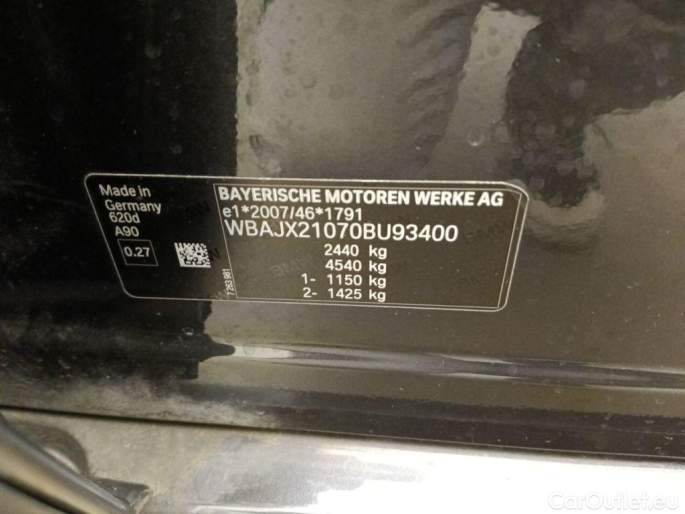 Made in
Germany
620d
A90
0.27
BAYERISCHE MOTOREN WERKE AG
e1*2007/46*1791
WBAJX21070BU93400
2440 kg
4540 kg
1- 1150 kg
2- 1425 kg
7263981
CarOutlet.eu